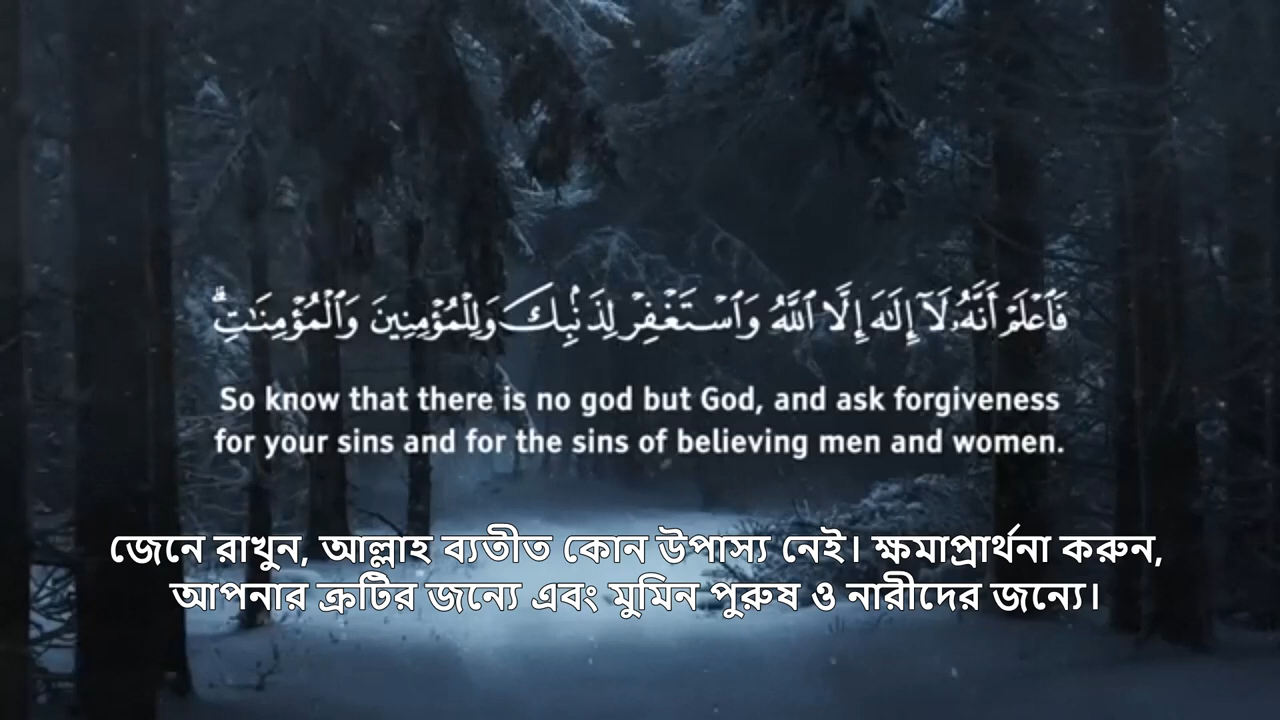 فَٱعْلَمْ أَنَّهُۥ لَآ إِلَـٰهَ إِلَّا ٱللَّهُ وَٱسْتَغْفِرْ لِذَنۢبِكَ وَلِلْمُؤْمِنِينَ وَٱلْمُؤْمِنَـٰتِ ۗ
So know that there is no god but God, and ask forgiveness
for your sins and for the sins of believing men and women.
জেনে রাখুন, আল্লাহ ব্যতীত কোন উপাস্য নেই। ক্ষমাপ্রার্থনা করুন,
আপনার ক্রটির জন্যে এবং মুমিন পুরুষ ও নারীদের জন্যে।